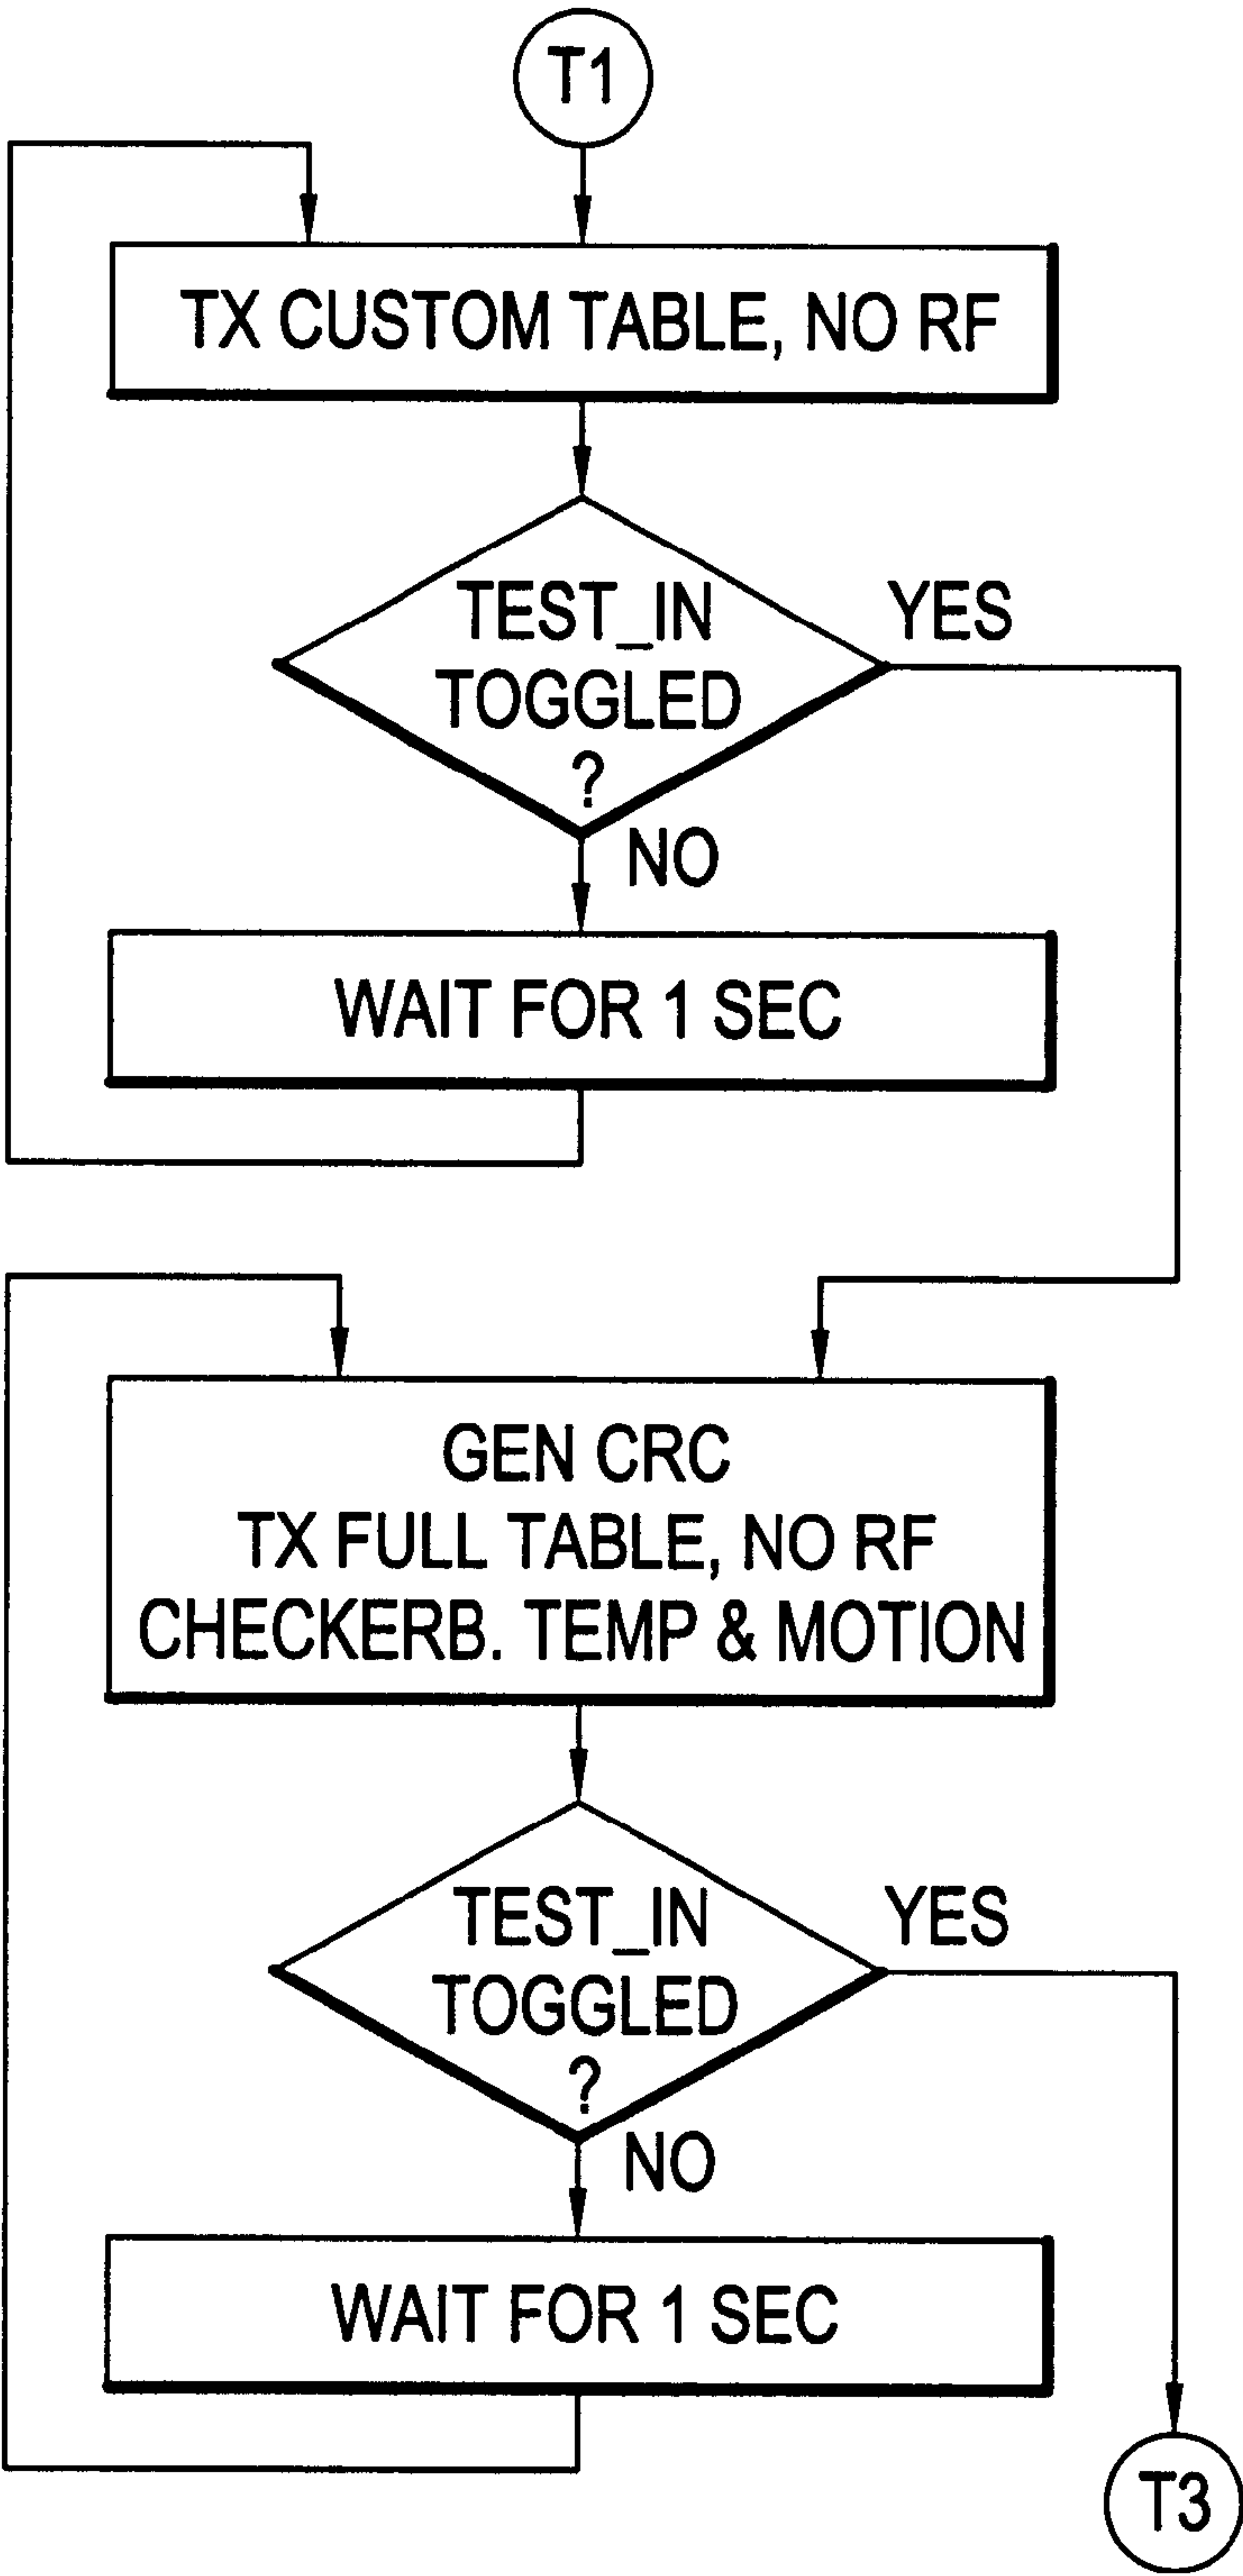 T1
TX CUSTOM TABLE, NO RF
TEST_IN
TOGGLED
?
YES
NO
WAIT FOR 1 SEC
GEN CRC
TX FULL TABLE, NO RF
CHECKERB. TEMP & MOTION
TEST_IN
TOGGLED
?
YES
NO
WAIT FOR 1 SEC
T3